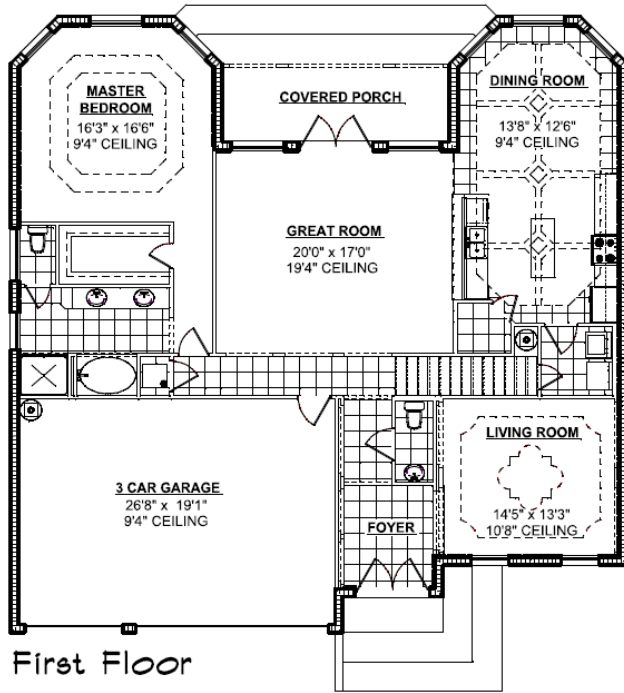 MASTER
BEDROOM
16'3" x 16'6"
9'4" CEILING
COVERED PORCH
DINING ROOM
13'8" x 12'6"
9'4" CEILING
GREAT ROOM
20'0" x 17'0"
19'4" CEILING
3 CAR GARAGE
26'8" x 19'1"
9'4" CEILING
FOYER
LIVING ROOM
14'5" x 13'3"
10'8" CEILING
First Floor